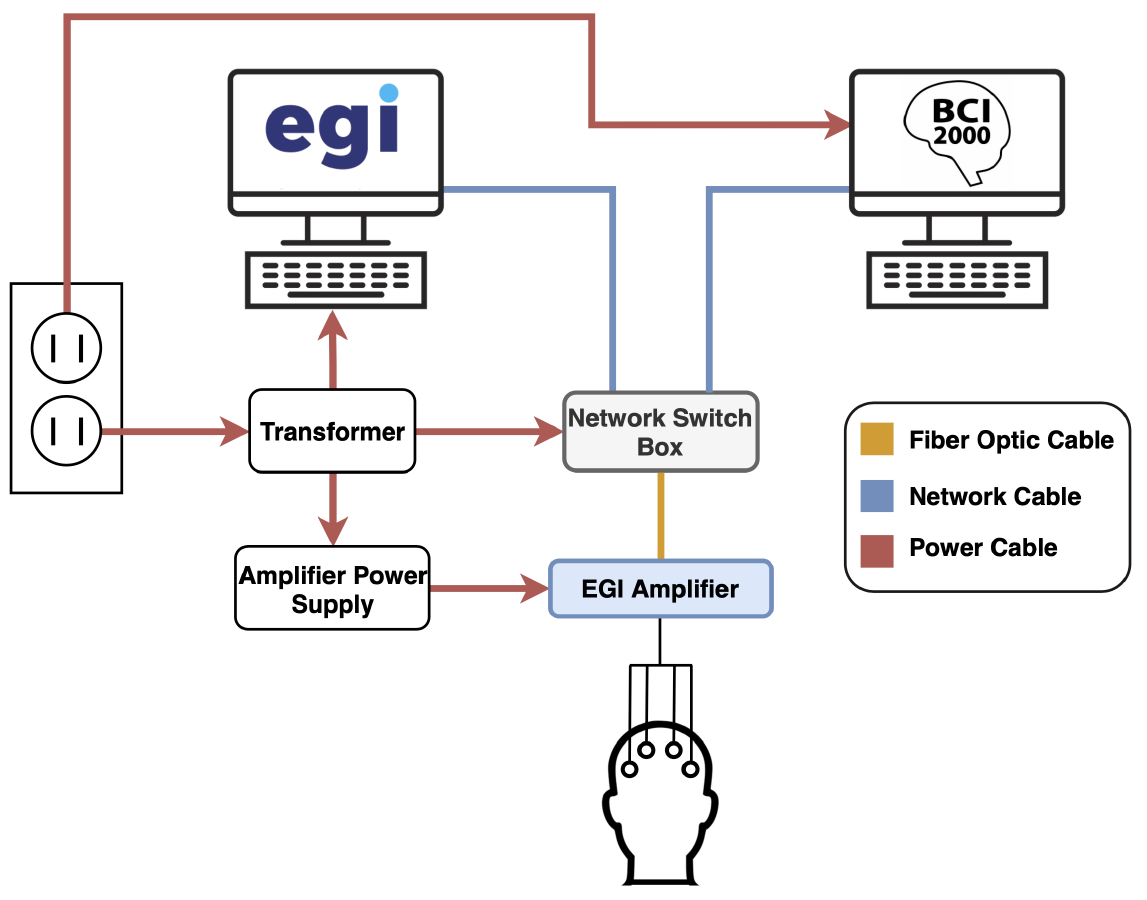 egi
BCI
2000
Transformer
Network Switch
Box
Amplifier Power
Supply
EGI Amplifier
Fiber Optic Cable
Network Cable
Power Cable